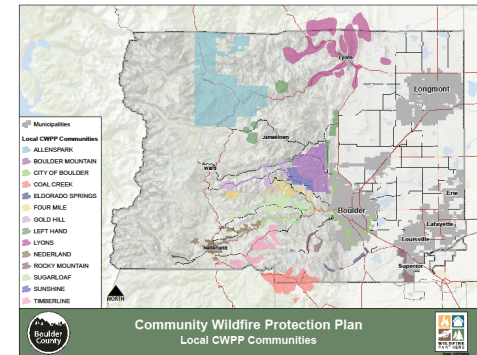 Lyons
Longmont
Municipalities
Local CWPP Communities
ALLENSPARK
BOULDER MOUNTAIN
CITY OF BOULDER
COAL CREEK
ELDORADO SPRINGS
FOUR MILE
GOLD HILL
LEFT HAND
LYONS
NEDERLAND
ROCKY MOUNTAIN
SUGARLOAF
SUNSHINE
TIMBERLINE
Jamestown
Ward
Boulder
Erie
Lafayette
Louisville
Nederland
Superior
NORTH
Boulder
County
Community Wildfire Protection Plan
Local CWPP Communities
WILDFIRE
PARTNERS